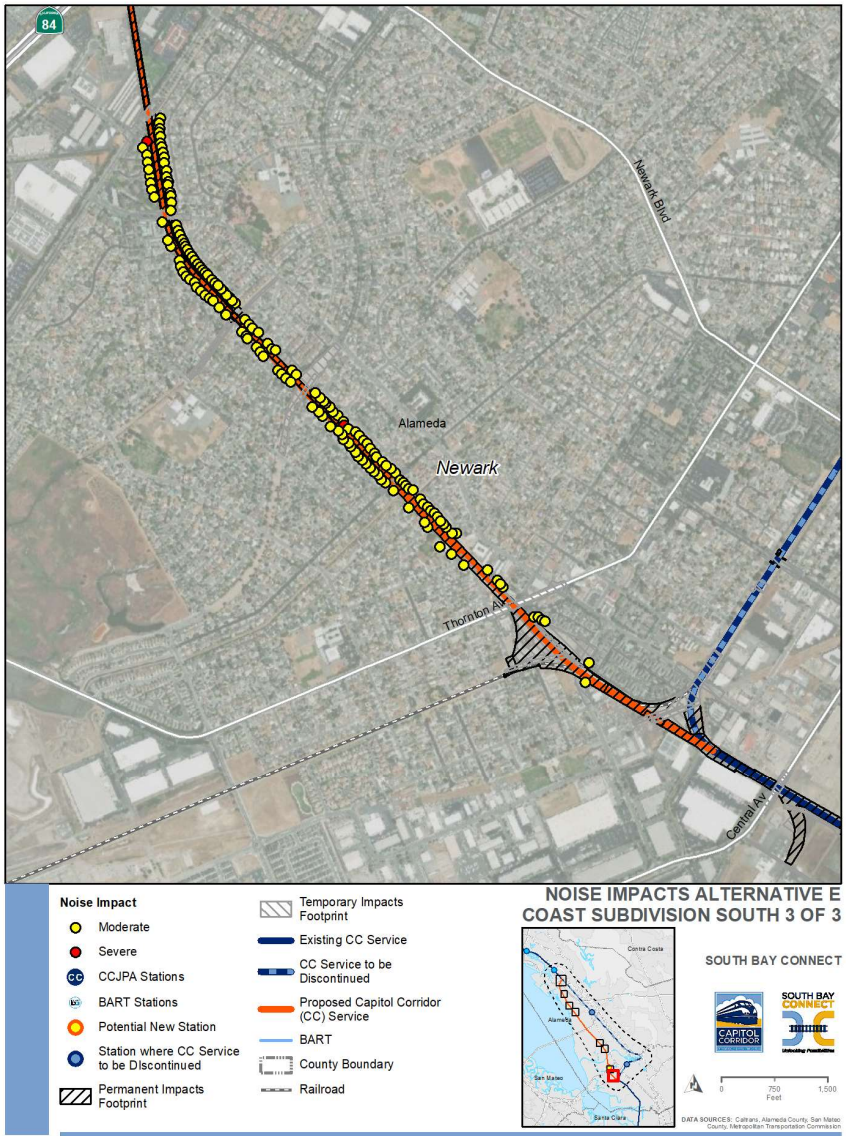 CALIFORNIA
84
Newark Blvd
Alameda
Newark
Thornton Av
Central Av
Noise Impact
Moderate
Severe
CC
CCJPA Stations
BART Stations
Potential New Station
Station where CC Service
to be DIscontinued
Permanent Impacts
Footprint
Temporary Impacts
Footprint
Existing CC Service
CC Service to be
Discontinued
Proposed Capitol Corridor
(CC) Service
BART
County Boundary
Railroad
Contra Costa
Alameda
San Mateo
Santa Clara
NOISE IMPACTS ALTERNATIVE E
COAST SUBDIVISION SOUTH 3 OF 3
SOUTH BAY CONNECT
CAPITOL
CORRIDOR
SOUTH BAY
CONNECT
Unlocking Possibilities
0 750 1,500
Feet
DATA SOURCES: Caltrans, Alameda County, San Mateo
County, Metropolitan Transportation Commission